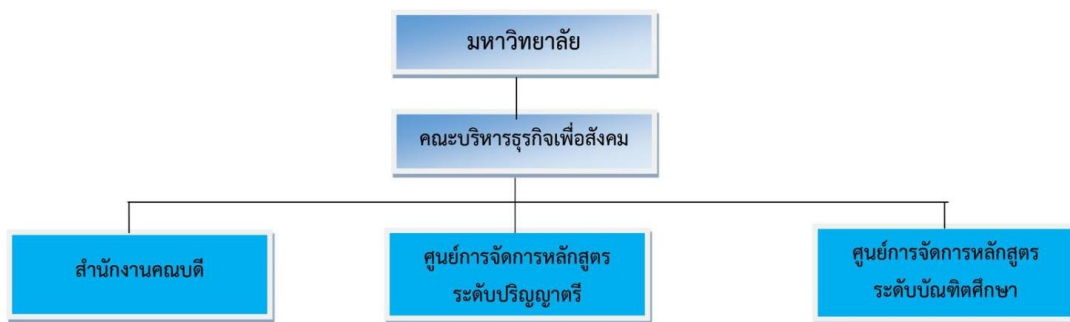 มหาวิทยาลัย
คณะบริหารธุรกิจเพื่อสังคม
สำนักงานคณบดี
ศูนย์การจัดการหลักสูตร
ระดับปริญญาตรี
ศูนย์การจัดการหลักสูตร
ระดับบัณฑิตศึกษา